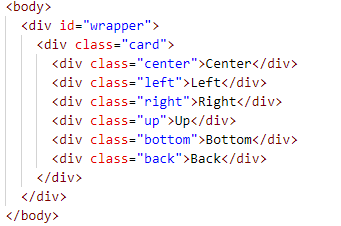 <body>
<div id="wrapper">
<div class="card">
<div class="center">Center</div>
<div class="left">Left</div>
<div class="right">Right</div>
<div class="up">Up</div>
<div class="bottom">Bottom</div>
<div class="back">Back</div>
</div>
</div>
</body>